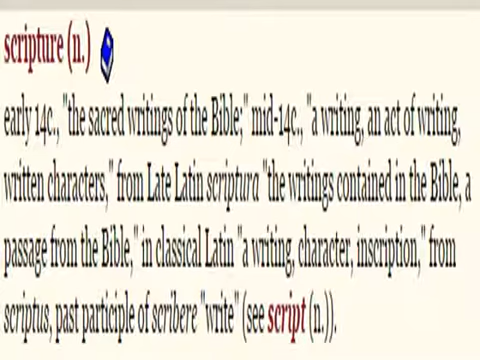 scripture (n.)
early 14c., "the sacred writings of the Bible;" mid-14c., "a writing, an act of writing,
written characters," from Late Latin scriptura "the writings contained in the Bible, a
passage from the Bible," in classical Latin "a writing, character, inscription," from
scriptus, past participle of scribere "write" (see script (n.)).